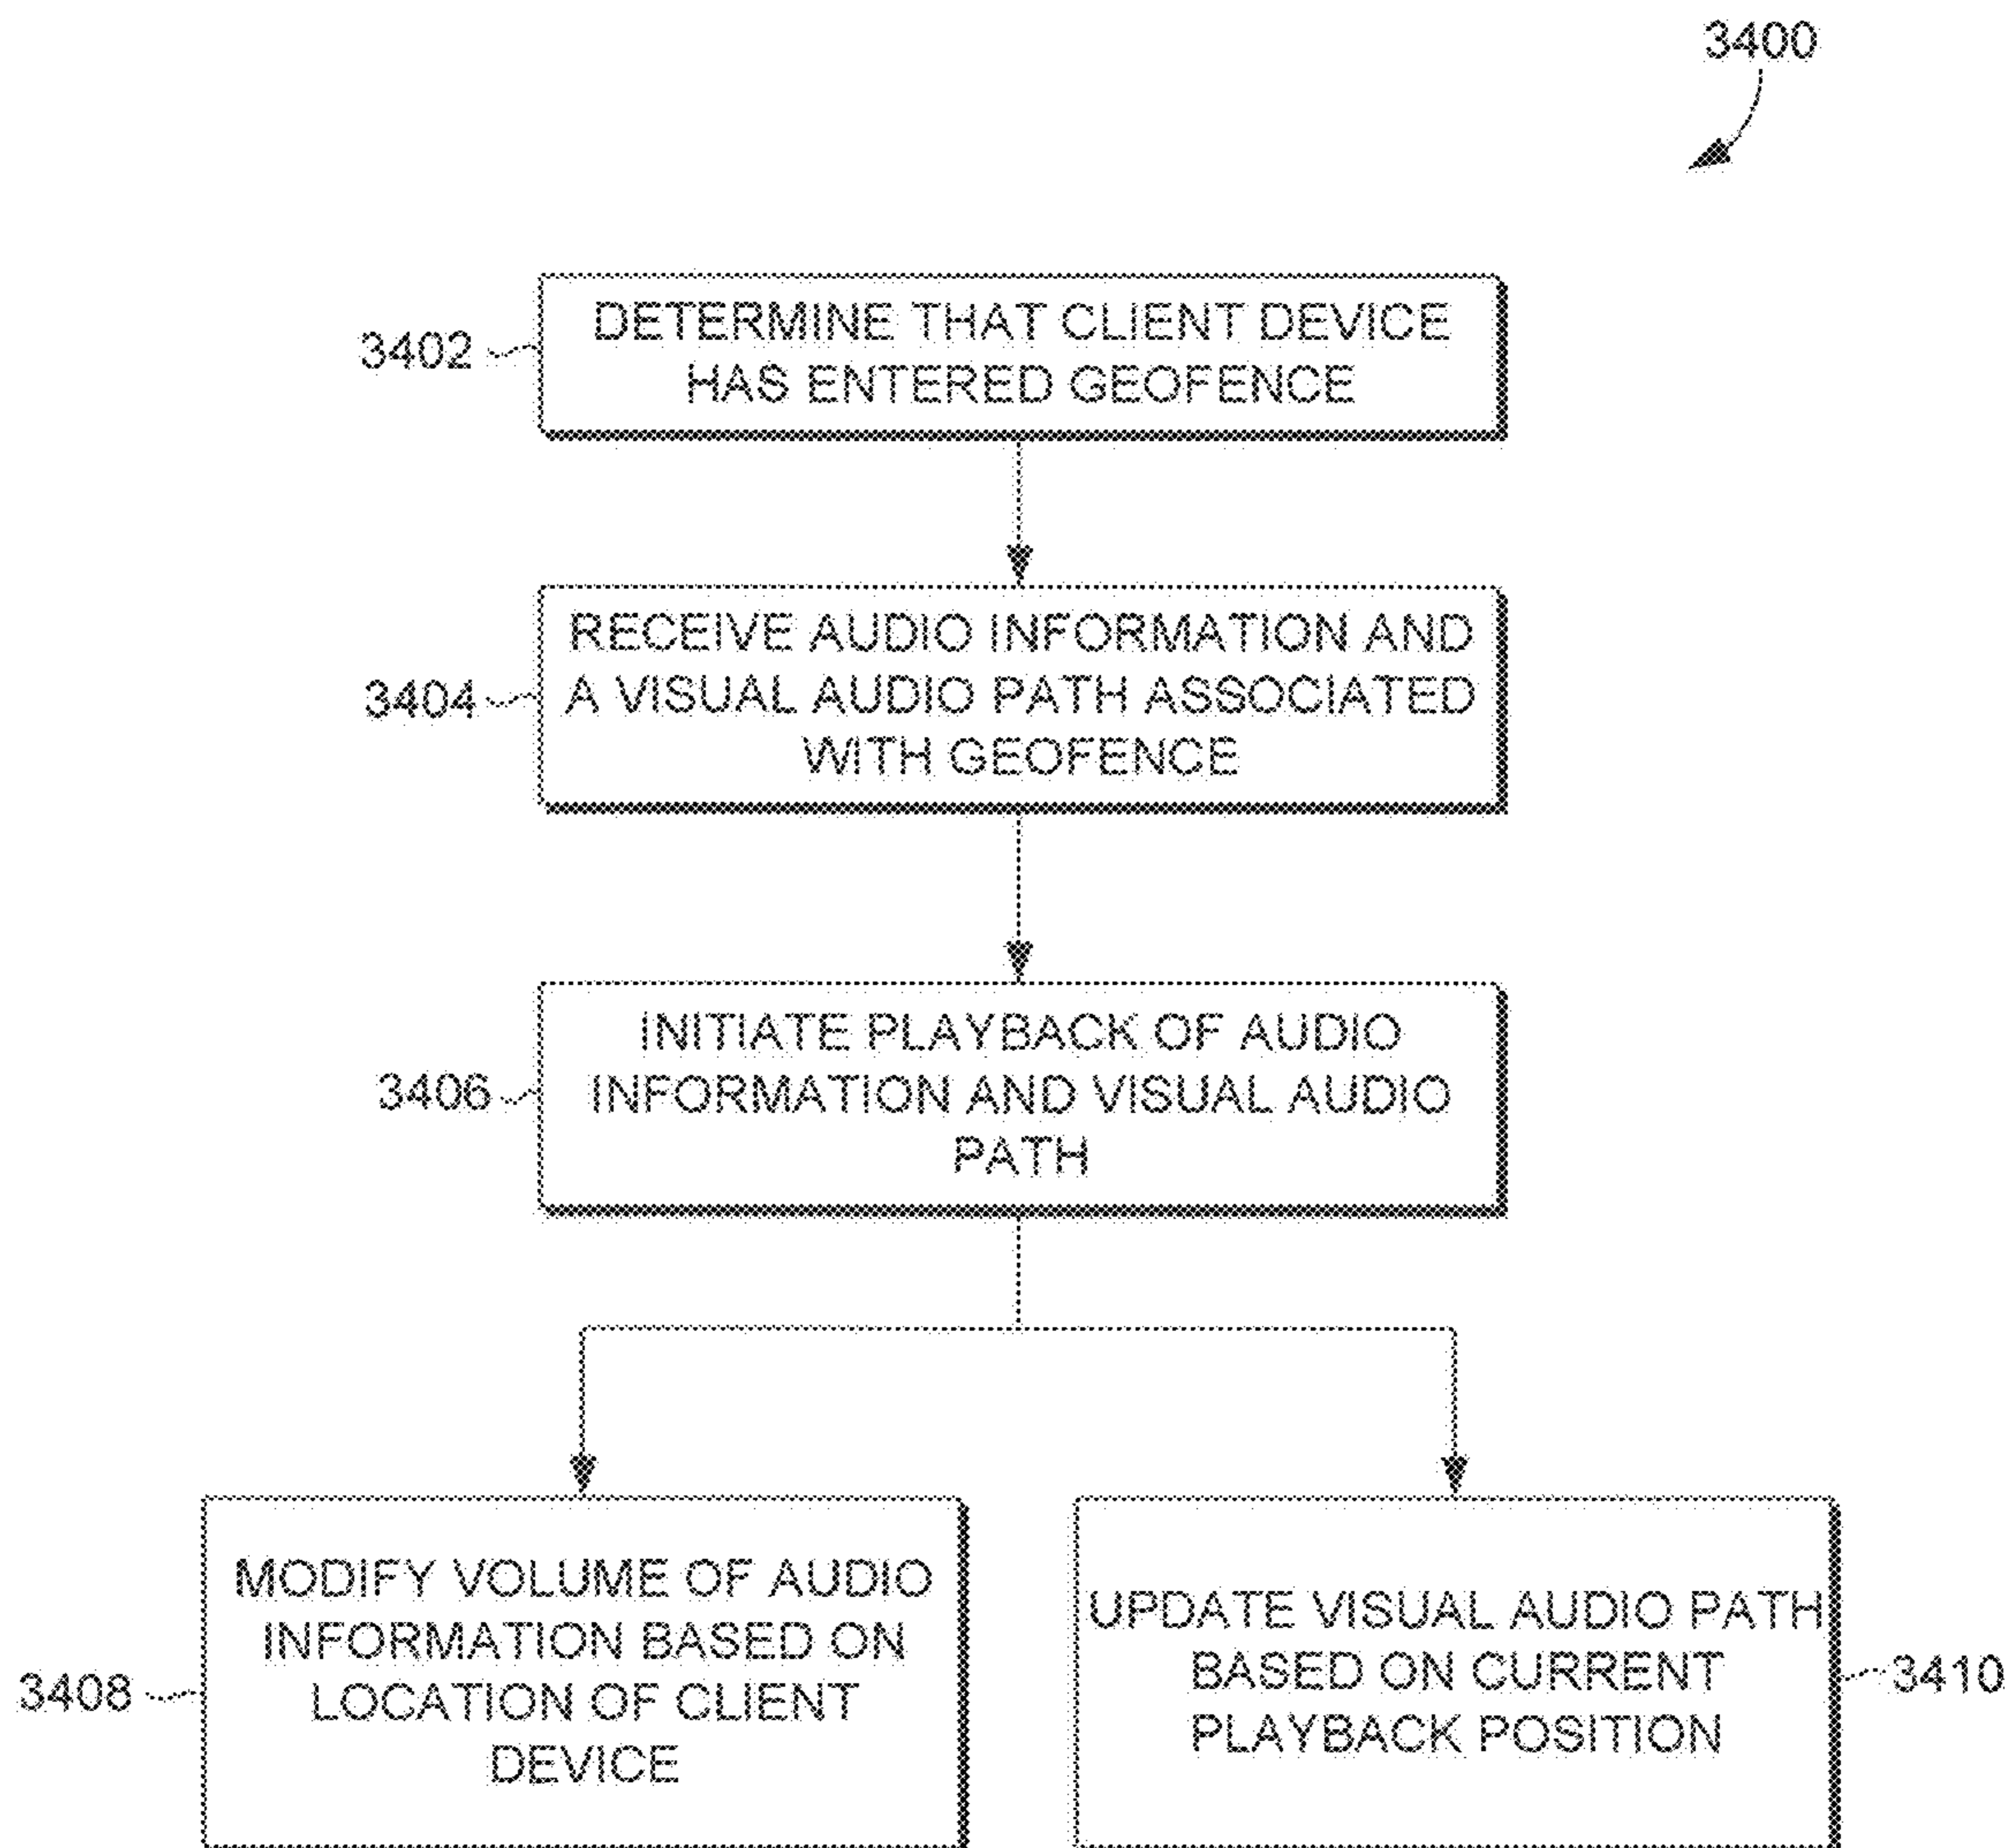 3400
3402
DETERMINE THAT CLIENT DEVICE
HAS ENTERED GEOFENCE
3404
RECEIVE AUDIO INFORMATION AND
A VISUAL AUDIO PATH ASSOCIATED
WITH GEOFENCE
3406
INITIATE PLAYBACK OF AUDIO
INFORMATION AND VISUAL AUDIO
PATH
3408
MODIFY VOLUME OF AUDIO
INFORMATION BASED ON
LOCATION OF CLIENT
DEVICE
UPDATE VISUAL AUDIO PATH
BASED ON CURRENT
PLAYBACK POSITION
3410